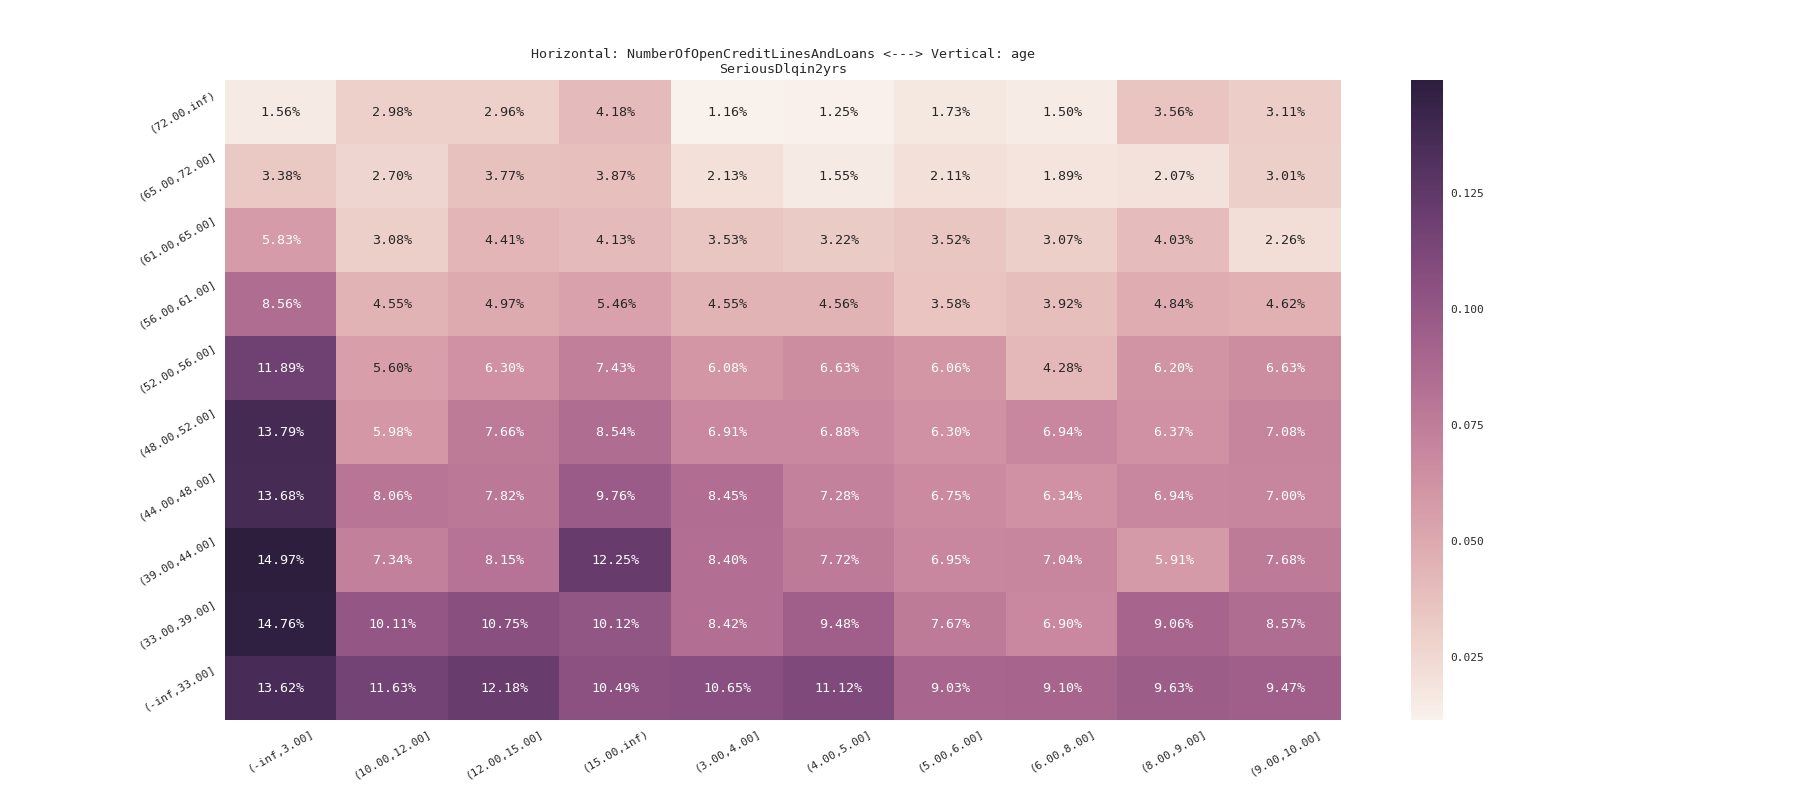 Horizontal: NumberOfOpenCreditLinesAndLoans <---> Vertical: age
SeriousDlqin2yrs
(72.00,inf) 1.56% 2.98% 2.96% 4.18% 1.16% 1.25% 1.73% 1.50% 3.56% 3.11%
(65.00,72.00] 3.38% 2.70% 3.77% 3.87% 2.13% 1.55% 2.11% 1.89% 2.07% 3.01%
0.125
(61.00,65.00] 5.83% 3.08% 4.41% 4.13% 3.53% 3.22% 3.52% 3.07% 4.03% 2.26%
(56.00,61.00] 8.56% 4.55% 4.97% 5.46% 4.55% 4.56% 3.58% 3.92% 4.84% 4.62%
0.100
(52.00,56.00] 11.89% 5.60% 6.30% 7.43% 6.08% 6.63% 6.06% 4.28% 6.20% 6.63%
0.075
(48.00,52.00] 13.79% 5.98% 7.66% 8.54% 6.91% 6.88% 6.30% 6.94% 6.37% 7.08%
(44.00,48.00] 13.68% 8.06% 7.82% 9.76% 8.45% 7.28% 6.75% 6.34% 6.94% 7.00%
0.050
(39.00,44.00] 14.97% 7.34% 8.15% 12.25% 8.40% 7.72% 6.95% 7.04% 5.91% 7.68%
(33.00,39.00] 14.76% 10.11% 10.75% 10.12% 8.42% 9.48% 7.67% 6.90% 9.06% 8.57%
0.025
(-inf,33.00] 13.62% 11.63% 12.18% 10.49% 10.65% 11.12% 9.03% 9.10% 9.63% 9.47%
(-inf,3.00] (10.00,12.00] (12.00,15.00] (15.00,inf) (3.00,4.00] (4.00,5.00] (5.00,6.00] (6.00,8.00] (8.00,9.00] (9.00,10.00]